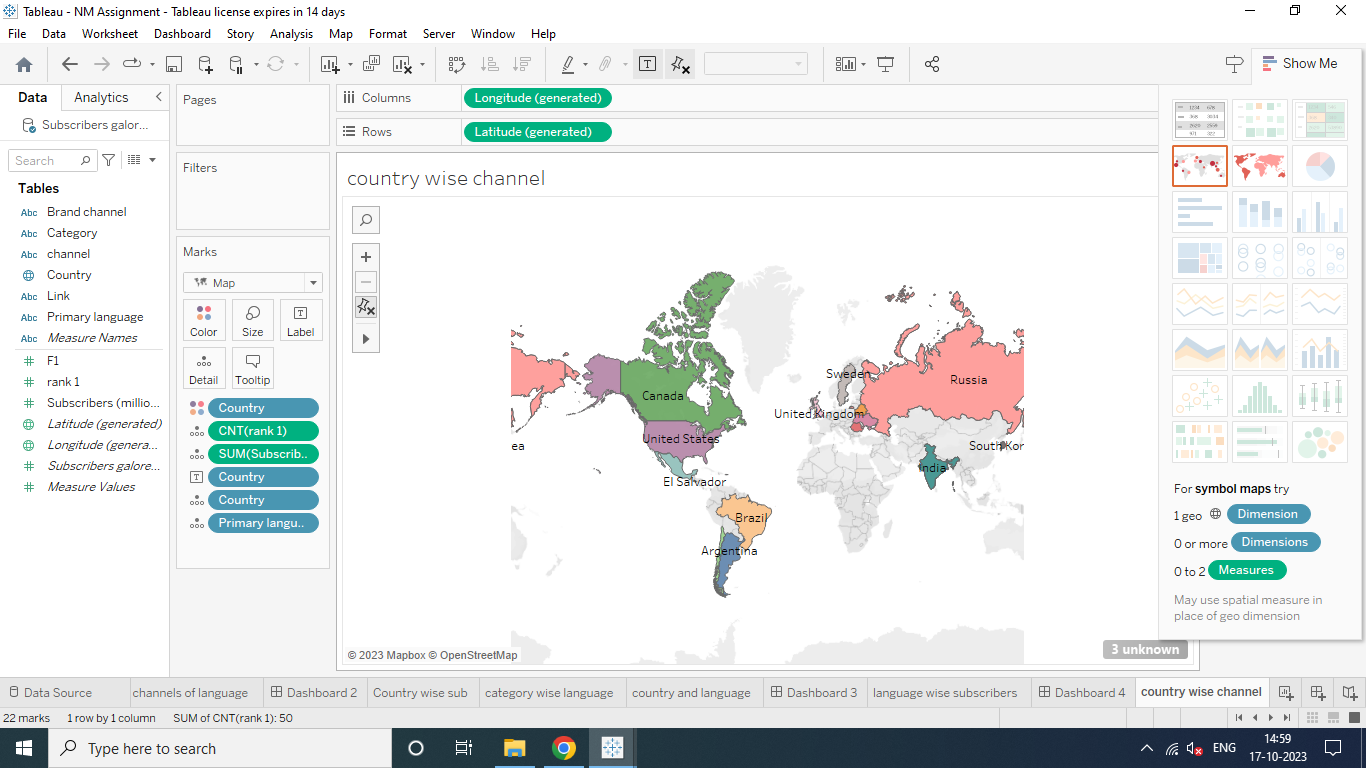 Tableau - NM Assignment - Tableau license expires in 14 days
File Data Worksheet Dashboard Story Analysis Map Format Server Window Help
Show Me
Data Analytics
Subscribers galor...
Search
Tables
Abc Brand channel
Abc Category
Abc channel
Country
Abc Link
Abc Primary language
Abc Measure Names
F1
rank 1
Subscribers (millio...
Latitude (generated)
Longitude (genera...
Subscribers galore...
Measure Values
Pages
Filters
Marks
Map
Color Size Label
Detail Tooltip
Country
CNT(rank 1)
SUM(Subscrib..
Country
Country
Primary langu..
Columns Longitude (generated)
Rows Latitude (generated)
country wise channel
Canada
United States
El Salvador
Brazil
Argentina
Sweden
United Kingdom
Russia
South Kor
India
ea
© 2023 Mapbox © OpenStreetMap
3 unknown
For symbol maps try
1 geo Dimension
0 or more Dimensions
0 to 2 Measures
May use spatial measure in
place of geo dimension
Data Source channels of language Dashboard 2 Country wise sub category wise language country and language Dashboard 3 language wise subscribers Dashboard 4 country wise channel
22 marks 1 row by 1 column SUM of CNT(rank 1): 50
Type here to search
ENG
14:59
17-10-2023